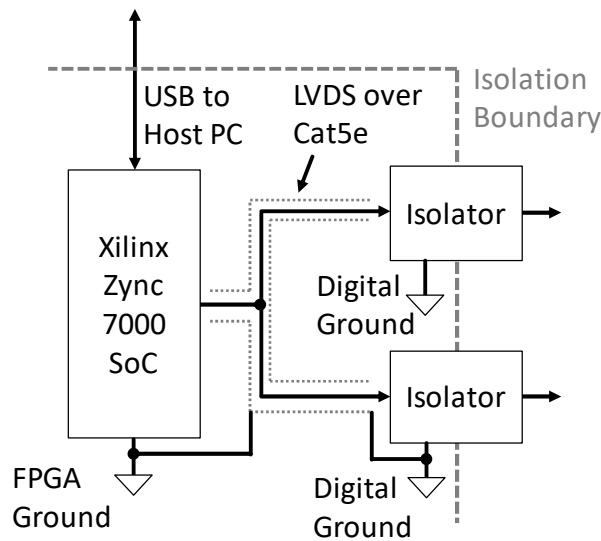 USB to
Host PC
LVDS over
Cat5e
Isolation
Boundary
Xilinx
Zync
7000
SoC
Isolator
Digital
Ground
Isolator
FPGA
Ground
Digital
Ground